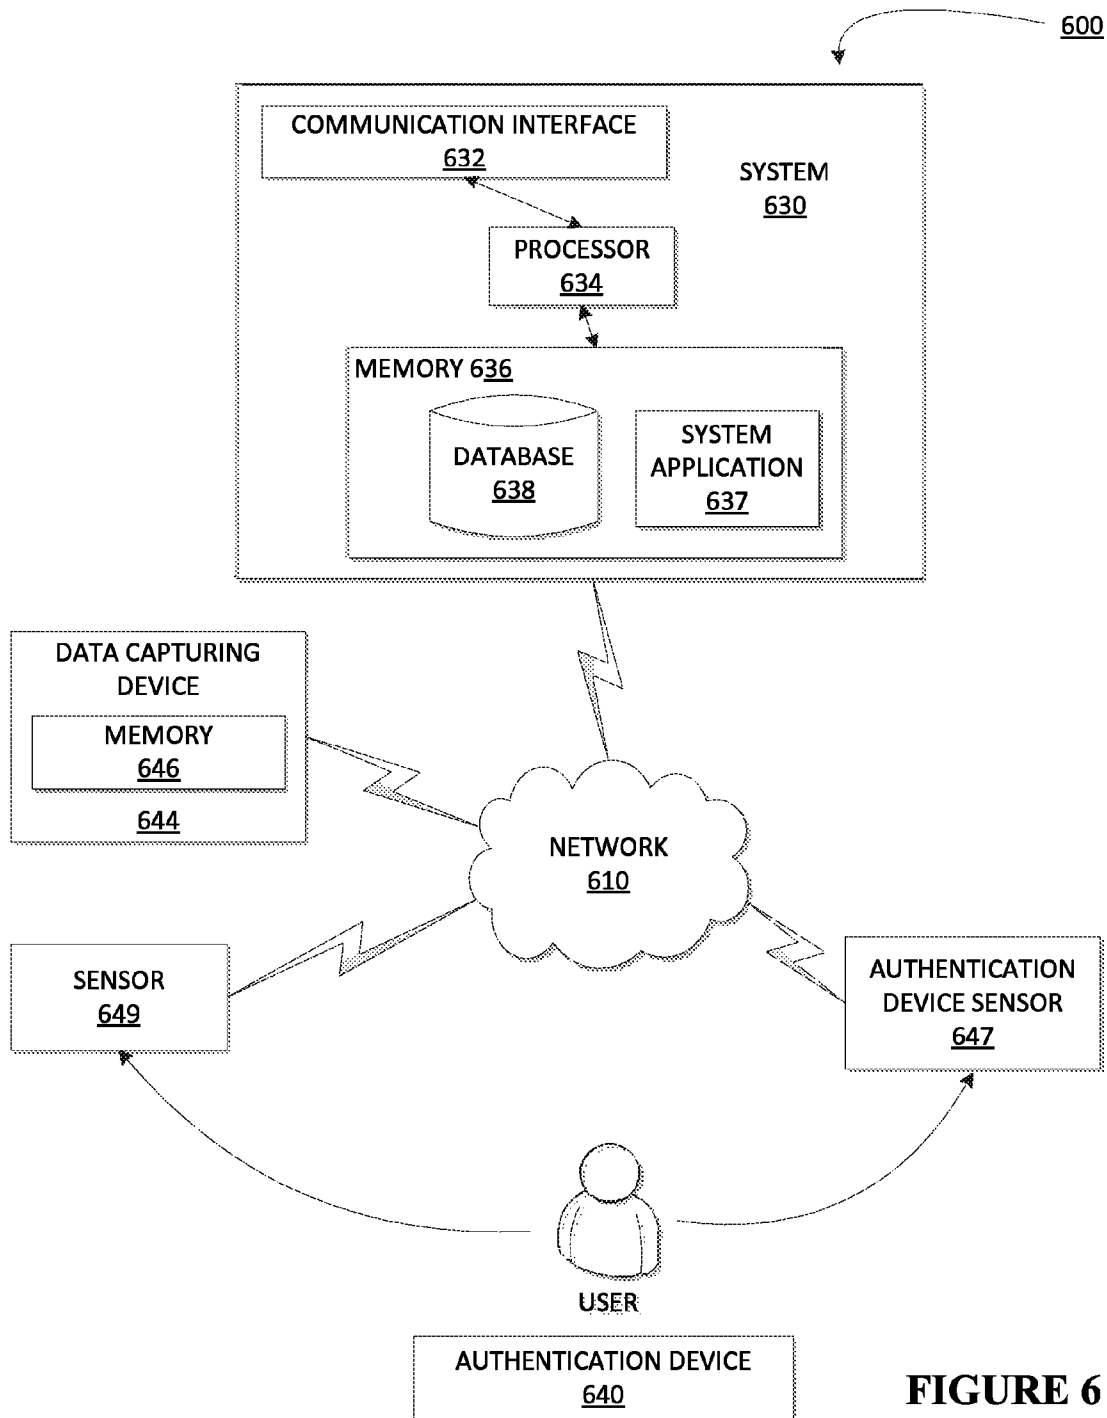 600
COMMUNICATION INTERFACE
632
SYSTEM
630
PROCESSOR
634
MEMORY 636
DATABASE
638
SYSTEM
APPLICATION
637
DATA CAPTURING
DEVICE
MEMORY
646
644
NETWORK
610
SENSOR
649
AUTHENTICATION
DEVICE SENSOR
647
USER
AUTHENTICATION DEVICE
640
FIGURE 6